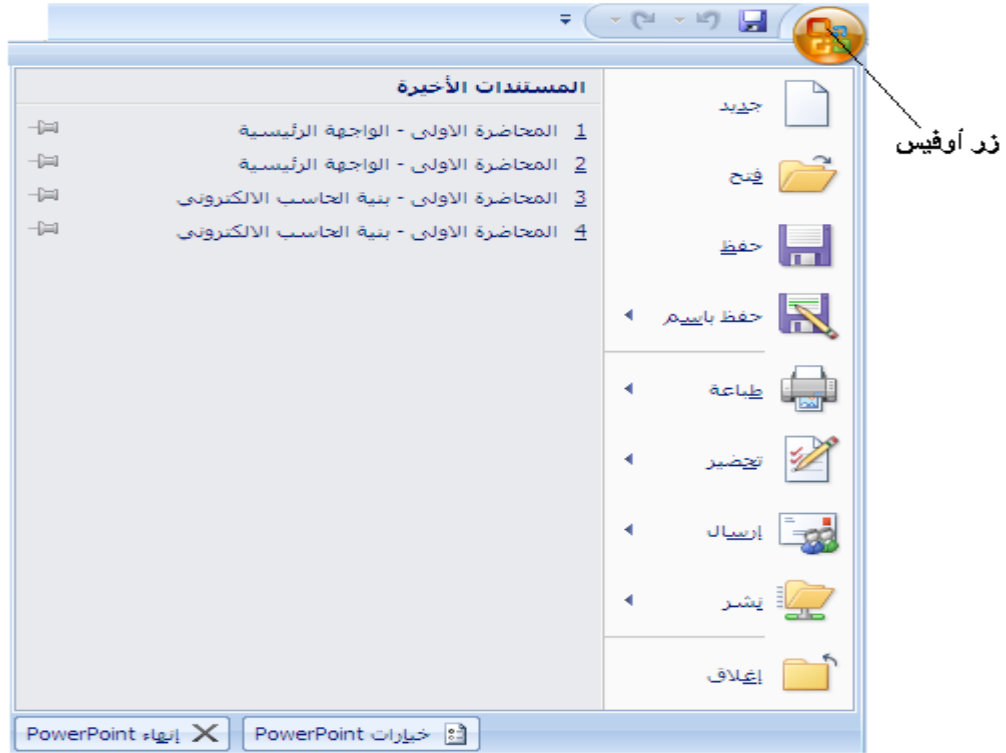 زر أوفيس
جديد
فتح
حفظ
حفظ باسم
طباعة
تحضير
إرسال
نشر
إغلاق
المستندات الأخيرة
1 المحاضرة الاولى - الواجهة الرئيسية
2 المحاضرة الاولى - الواجهة الرئيسية
3 المحاضرة الاولى - بنية الحاسب الالكتروني
4 المحاضرة الاولى - بنية الحاسب الالكتروني
خيارات PowerPoint
إنهاء PowerPoint